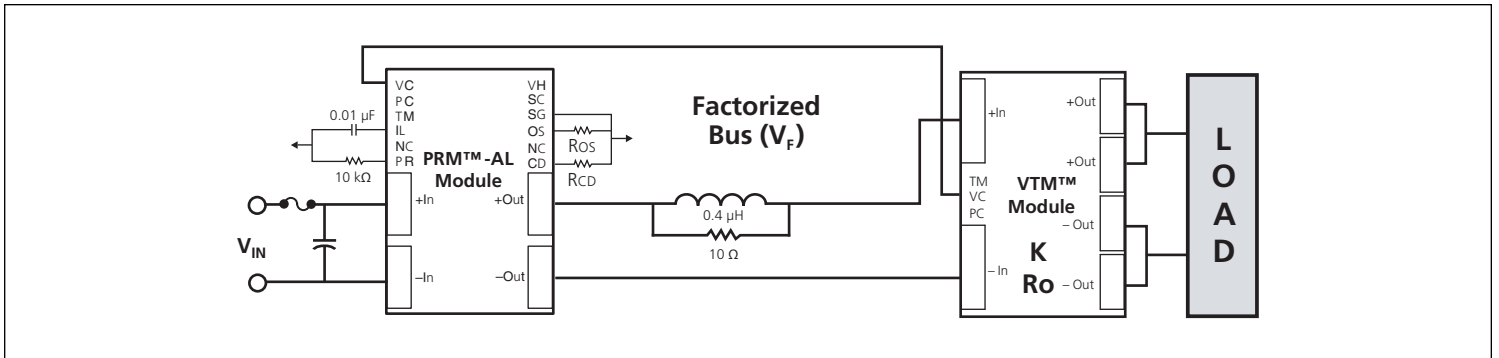 VC
PC
TM
IL
NC
PR
VH
SC
SG
OS
NC
CD
0.01 µF
10 kΩ
PRM™-AL
Module
+In
–In
+Out
–Out
ROS
RCD
VIN
Factorized
Bus (VF)
0.4 µH
10 Ω
+In
– In
TM
VC
PC
VTM™
Module
K
Ro
+Out
+Out
– Out
– Out
L
O
A
D